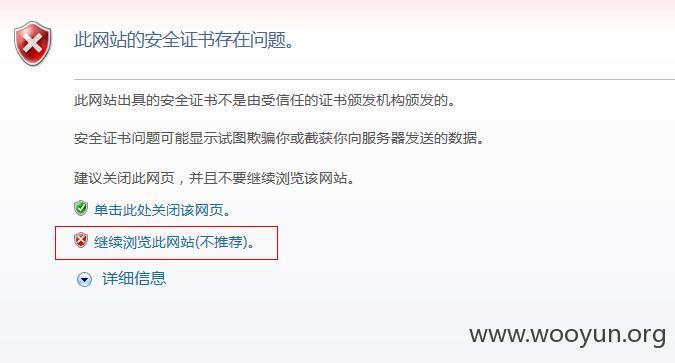 此网站的安全证书存在问题。
此网站出具的安全证书不是由受信任的证书颁发机构颁发的。
安全证书问题可能显示试图欺骗你或截获你向服务器发送的数据。
建议关闭此网页，并且不要继续浏览该网站。
单击此处关闭该网页。
继续浏览此网站(不推荐)。
详细信息
www.wooyun.org